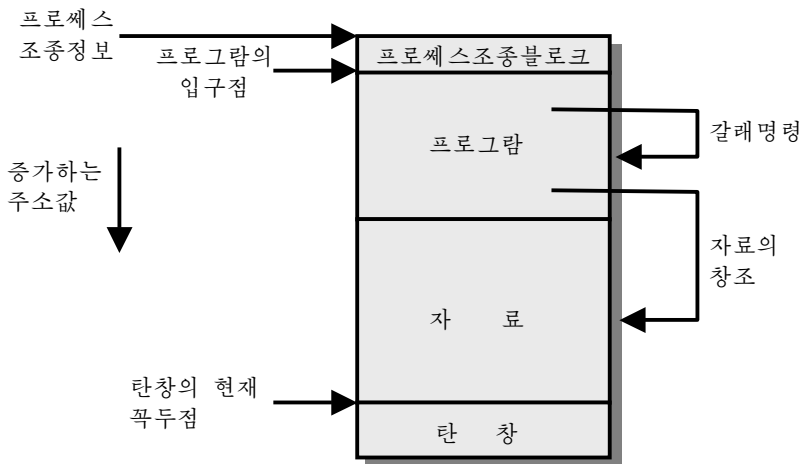 프로쎄스
조종정보
프로그람의
입구점
프로쎄스조종블로크
프로그람
갈래명령
증가하는
주소값
자료의
창조
자 료
탄창의 현재
꼭두점
탄 창